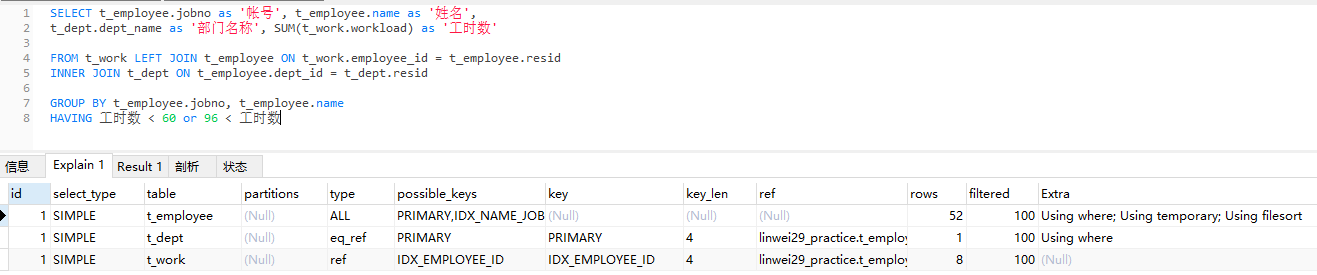 1 SELECT t_employee.jobno as '帐号', t_employee.name as '姓名',
2 t_dept.dept_name as '部门名称', SUM(t_work.workload) as '工时数'
3
4 FROM t_work LEFT JOIN t_employee ON t_work.employee_id = t_employee.resid
5 INNER JOIN t_dept ON t_employee.dept_id = t_dept.resid
6
7 GROUP BY t_employee.jobno, t_employee.name
8 HAVING 工时数 < 60 or 96 < 工时数
信息 Explain 1 Result 1 剖析 状态
id select_type table partitions type possible_keys key key_len ref rows filtered Extra
1 SIMPLE t_employee (Null) ALL PRIMARY,IDX_NAME_JOB (Null) (Null) (Null) 52 100 Using where; Using temporary; Using filesort
1 SIMPLE t_dept (Null) eq_ref PRIMARY PRIMARY 4 linwei29_practice.t_employ 1 100 Using where
1 SIMPLE t_work (Null) ref IDX_EMPLOYEE_ID IDX_EMPLOYEE_ID 4 linwei29_practice.t_employ 8 100 (Null)